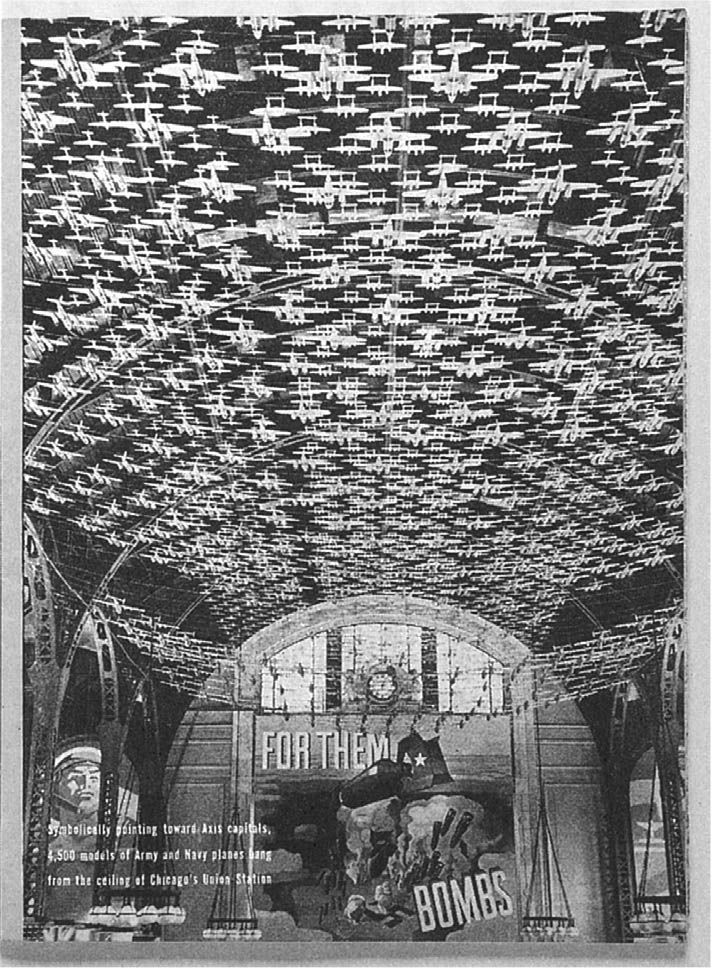 FOR THEM
BOMBS
Symbolically pointing toward Axis capitals,
4,500 models of Army and Navy planes hang
from the ceiling of Chicago's Union Station